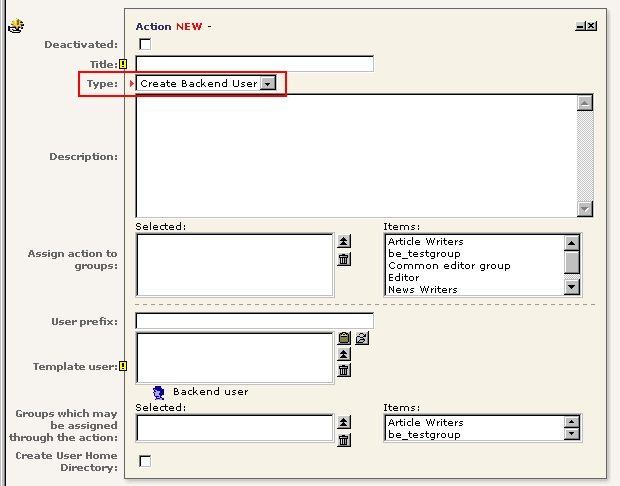 Action NEW -
Deactivated:
Title:
Type: Create Backend User
Description:
Selected: Items:
Assign action to
groups:
Article Writers
be_testgroup
Common editor group
Editor
News Writers
User prefix:
Template user:
Backend user
Groups which may
be assigned
through the action:
Selected: Items:
Article Writers
be_testgroup
Create User Home
Directory: